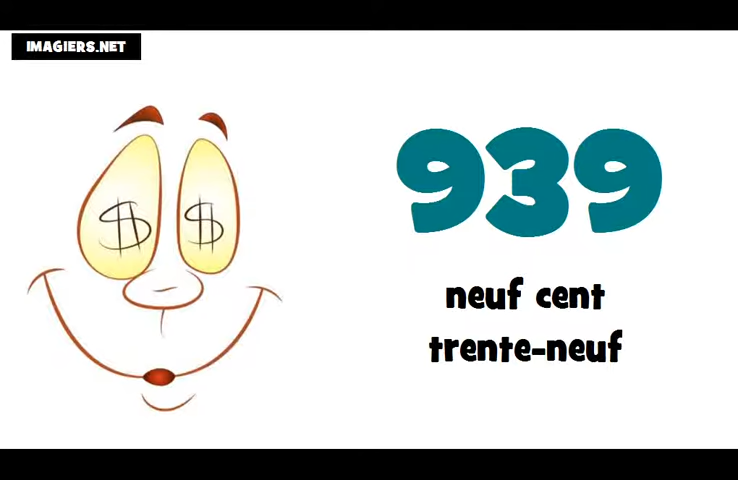 IMAGIERS.NET
$ $
939
neuf cent
trente-neuf